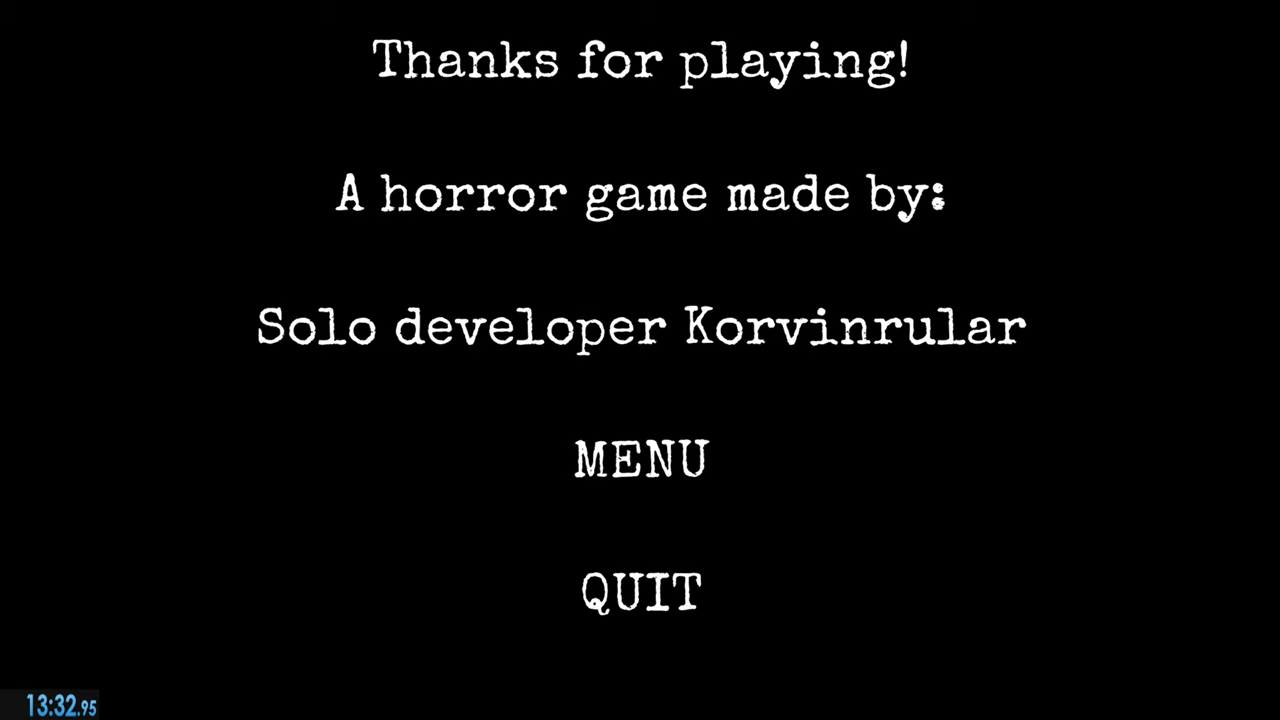 Thanks for playing!
A horror game made by:
Solo developer Korvinrular
MENU
QUIT
13:32.95